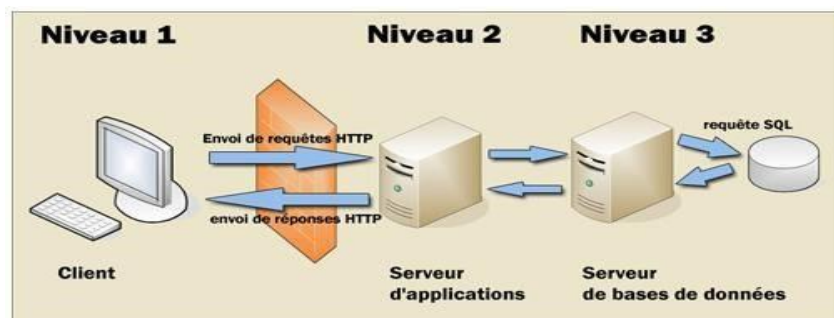 Niveau 1
Niveau 2
Niveau 3
Envoi de requêtes HTTP
requête SQL
envoi de réponses HTTP
Client
Serveur
d'applications
Serveur
de bases de données